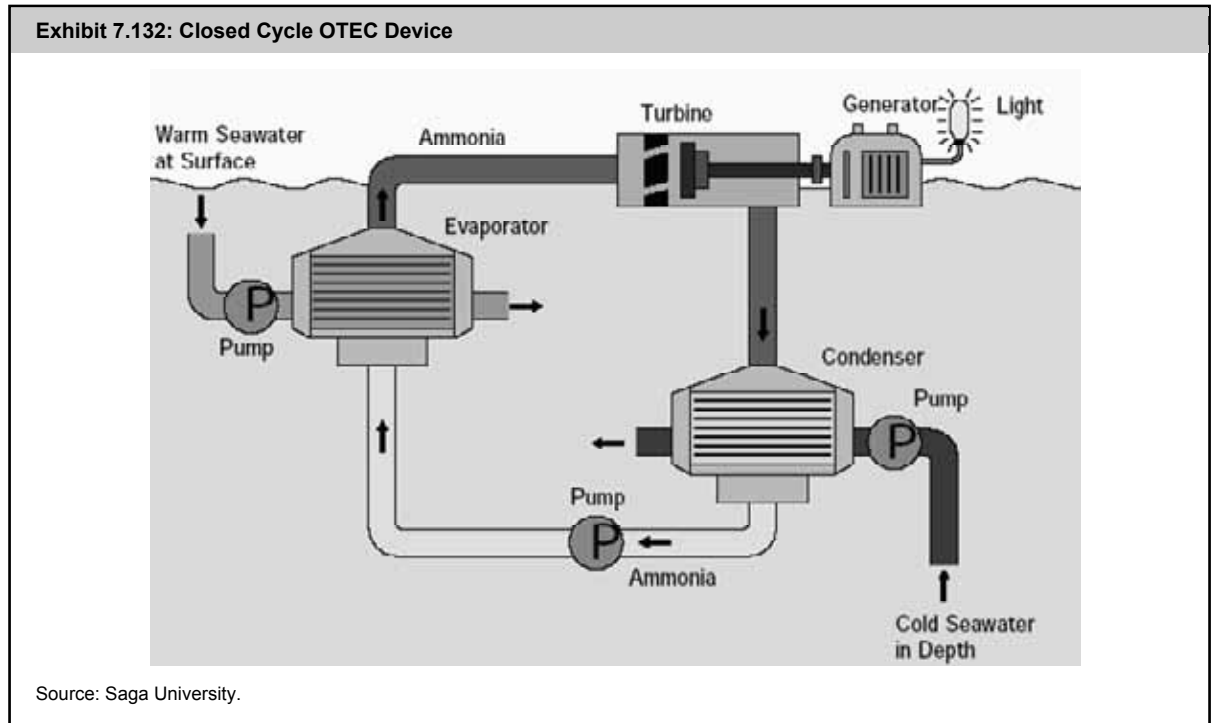 Exhibit 7.132: Closed Cycle OTEC Device
Warm Seawater
at Surface
Ammonia
Turbine
Generator
Light
Evaporator
P
Pump
Condenser
Pump
P
Pump
P
Ammonia
Cold Seawater
in Depth
Source: Saga University.